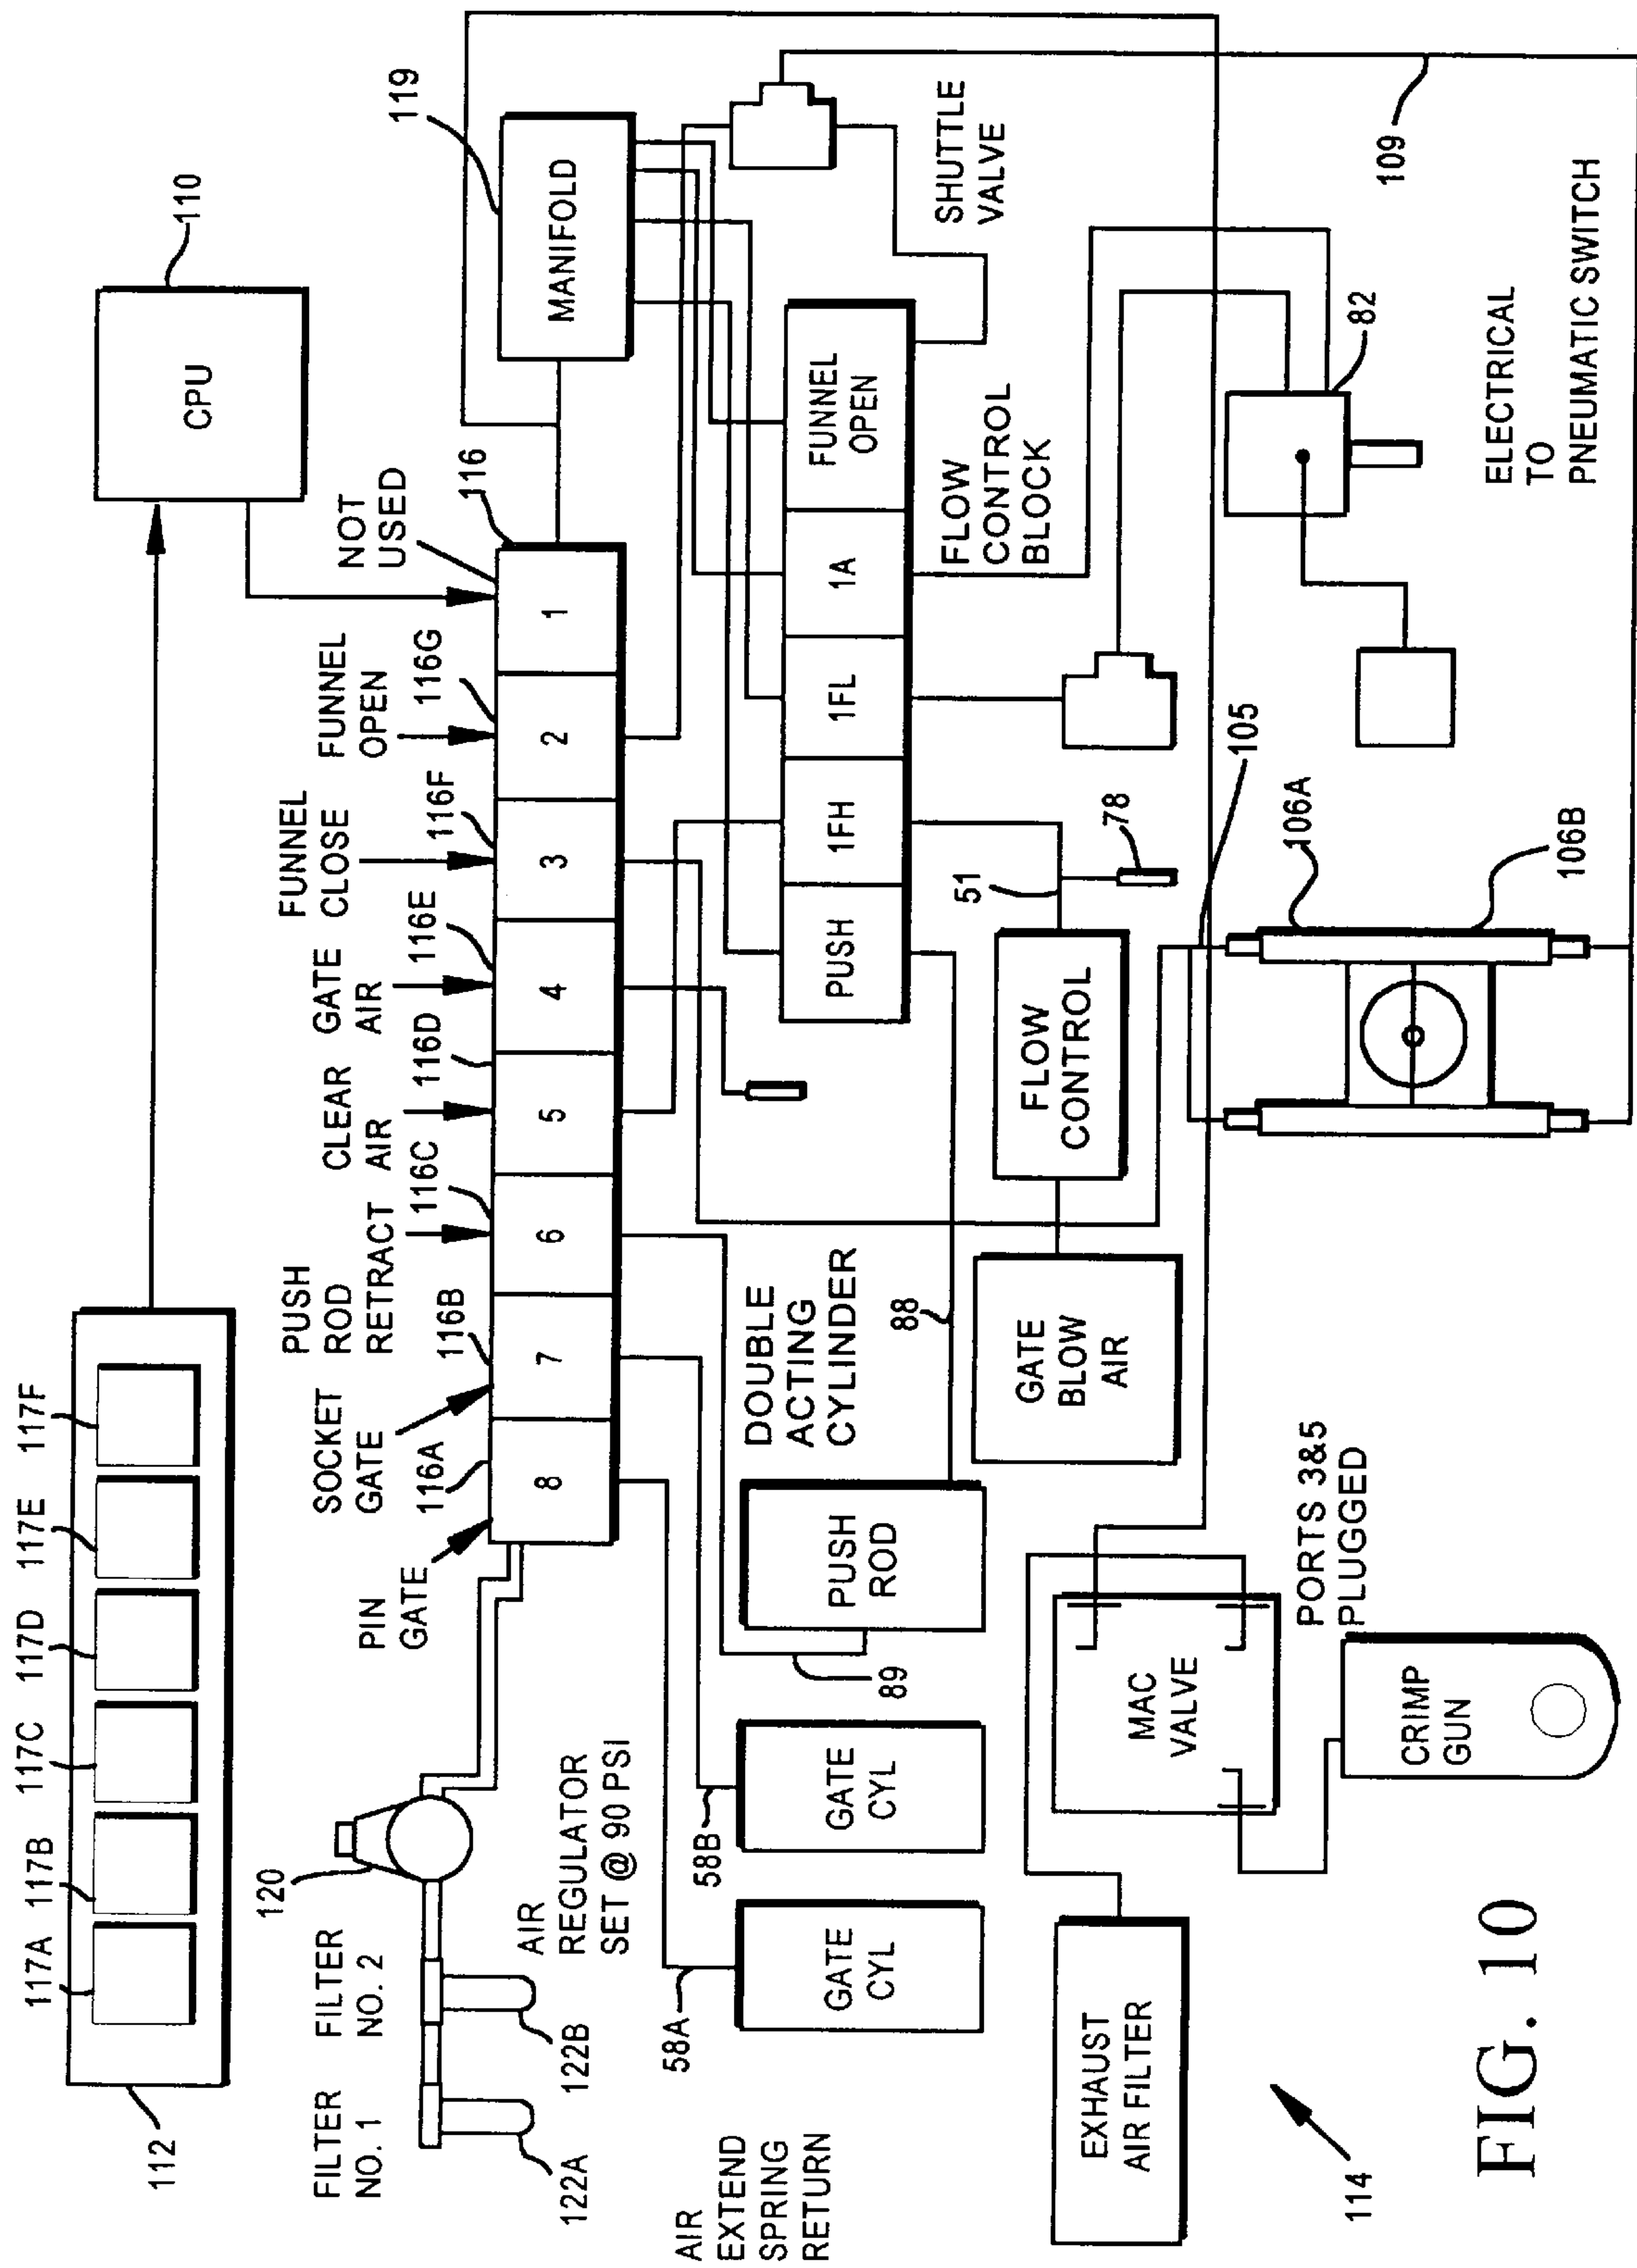 112
117A
117B
117C
117D
117E
117F
CPU
110
FILTER
NO. 1
FILTER
NO. 2
120
122A
122B
AIR
REGULATOR
SET @ 90 PSI
PIN
GATE
116A
SOCKET
GATE
116B
PUSH
ROD
RETRACT
116C
CLEAR
AIR
116D
GATE
AIR
116E
FUNNEL
CLOSE
116F
FUNNEL
OPEN
116G
NOT
USED
116
8
7
6
5
4
3
2
1
MANIFOLD
119
AIR
EXTEND
SPRING
RETURN
58A
GATE
CYL
58B
GATE
CYL
89
PUSH
ROD
DOUBLE
ACTING
CYLINDER
88
PUSH
1FH
1FL
1A
FUNNEL
OPEN
FLOW
CONTROL
BLOCK
SHUTTLE
VALVE
109
EXHAUST
AIR FILTER
MAC
VALVE
PORTS 3&5
PLUGGED
GATE
BLOW
AIR
FLOW
CONTROL
51
78
105
106A
106B
82
ELECTRICAL
TO
PNEUMATIC SWITCH
CRIMP
GUN
114
FIG. 10